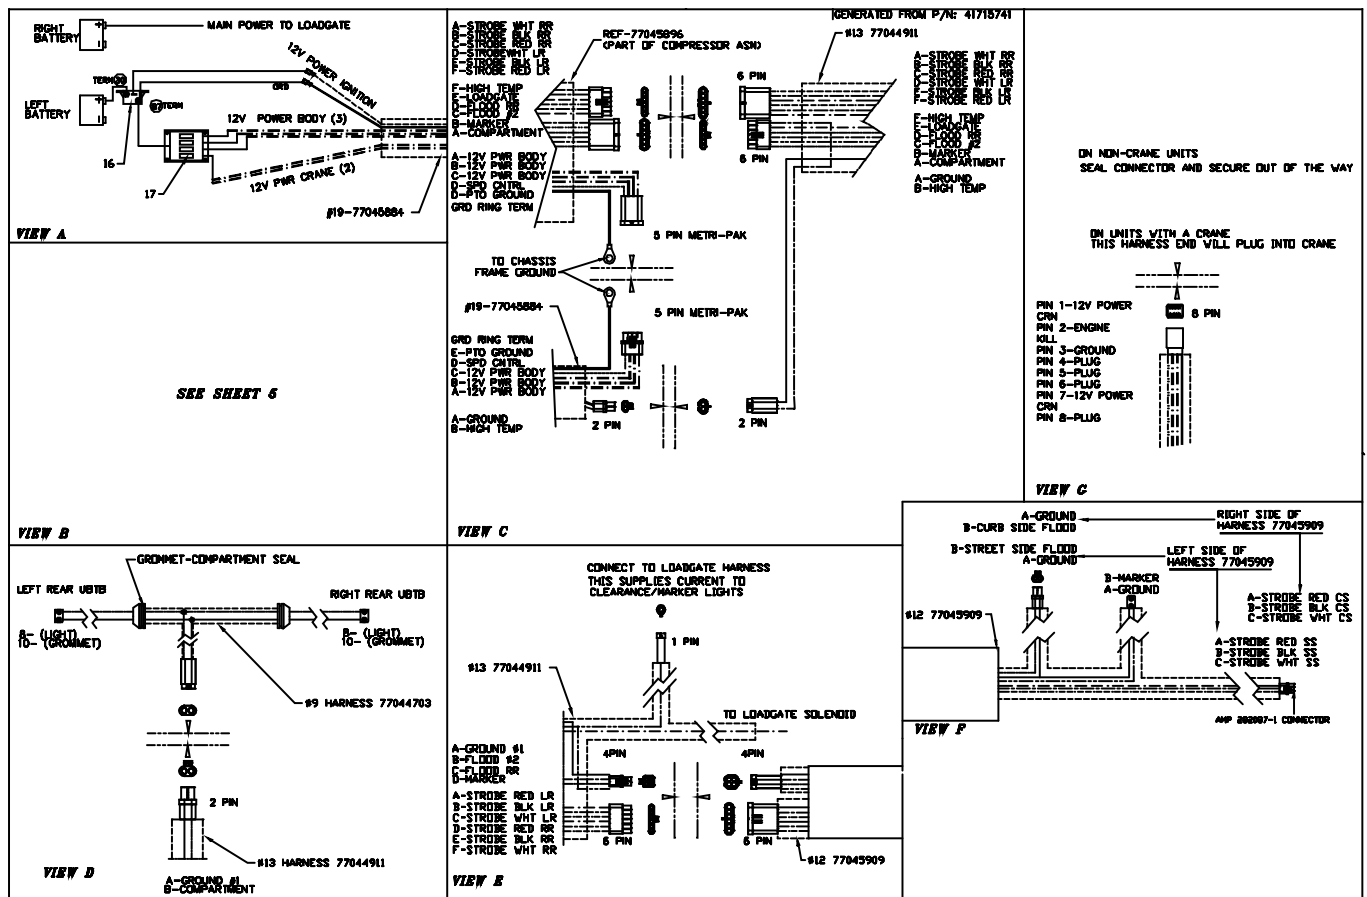 RIGHT
BATTERY
MAIN POWER TO LOADGATE
12V POWER IGNITION
TERM30
GRD
LEFT
BATTERY
87TERM
12V POWER BODY (3)
16
17
12V PWR CRANE (2)
#19-77045884
VIEW A
SEE SHEET 5
VIEW B
GENERATED FROM P/N: 41715741
A-STROBE WHT RR
B-STROBE BLK RR
C-STROBE RED RR
D-STROBEWHT LR
E-STROBE BLK LR
F-STROBE RED LR
F-HIGH TEMP
E-LOADGATE
D-FLOOD RR
C-FLOOD #2
B-MARKER
A-COMPARTMENT
A-12V PWR BODY
B-12V PWR BODY
C-12V PWR BODY
D-SPD CNTRL
D-PTO GROUND
GRD RING TERM
REF-77045896
(PART OF COMPRESSOR ASM)
#13 77044911
6 PIN
6 PIN
A-STROBE WHT RR
B-STROBE BLK RR
C-STROBE RED RR
D-STROBE WHT LR
E-STROBE BLK LR
F-STROBE RED LR
F-HIGH TEMP
E-LOADGATE
D-FLOOD RR
C-FLOOD #2
B-MARKER
A-COMPARTMENT
A-GROUND
B-HIGH TEMP
5 PIN METRI-PAK
TO CHASSIS
FRAME GROUND
#19-77045884
5 PIN METRI-PAK
GRD RING TERM
E-PTO GROUND
D-SPD CNTRL
C-12V PWR BODY
B-12V PWR BODY
A-12V PWR BODY
A-GROUND
B-HIGH TEMP
2 PIN
2 PIN
VIEW C
ON NON-CRANE UNITS
SEAL CONNECTOR AND SECURE OUT OF THE WAY
ON UNITS WITH A CRANE
THIS HARNESS END WILL PLUG INTO CRANE
PIN 1-12V POWER
CRN
PIN 2-ENGINE
KILL
PIN 3-GROUND
PIN 4-PLUG
PIN 5-PLUG
PIN 6-PLUG
PIN 7-12V POWER
CRN
PIN 8-PLUG
8 PIN
VIEW G
GROMMET-COMPARTMENT SEAL
LEFT REAR UBTB
RIGHT REAR UBTB
8- (LIGHT)
10- (GROMMET)
8- (LIGHT)
10- (GROMMET)
#9 HARNESS 77044703
2 PIN
#13 HARNESS 77044911
A-GROUND #1
B-COMPARTMENT
VIEW D
CONNECT TO LOADGATE HARNESS
THIS SUPPLIES CURRENT TO
CLEARANCE/MARKER LIGHTS
1 PIN
#13 77044911
TO LOADGATE SOLENOID
A-GROUND #1
B-FLOOD #2
C-FLOOD RR
D-MARKER
4PIN
4PIN
A-STROBE RED LR
B-STROBE BLK LR
C-STROBE WHT LR
D-STROBE RED RR
E-STROBE BLK RR
F-STROBE WHT RR
6 PIN
6 PIN
#12 77045909
VIEW E
A-GROUND
B-CURB SIDE FLOOD
RIGHT SIDE OF
HARNESS 77045909
B-STREET SIDE FLOOD
A-GROUND
LEFT SIDE OF
HARNESS 77045909
B-MARKER
A-GROUND
A-STROBE RED CS
B-STROBE BLK CS
C-STROBE WHT CS
#12 77045909
A-STROBE RED SS
B-STROBE BLK SS
C-STROBE WHT SS
AMP 202087-1 CONNECTOR
VIEW F